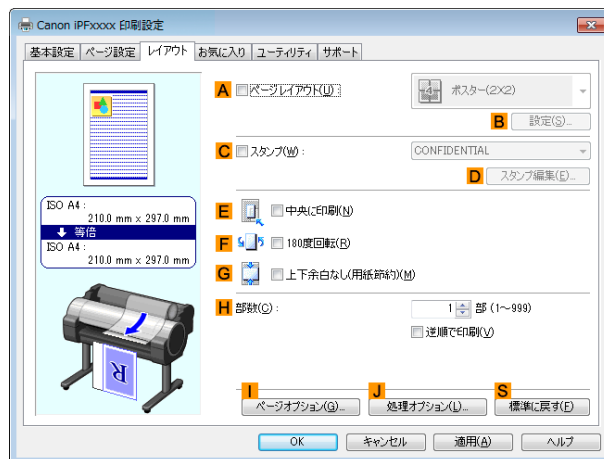 Canon iPFxxxx 印刷設定
基本設定 ページ設定 レイアウト お気に入り ユーティリティ サポート
A ページレイアウト(U) :
4 ポスター(2×2)
B 設定(S)...
C スタンプ(W) :
CONFIDENTIAL
D スタンプ編集(E)...
ISO A4 :
210.0 mm x 297.0 mm
等倍
ISO A4 :
210.0 mm x 297.0 mm
E 中央に印刷(N)
F 180度回転(R)
G 上下余白なし(用紙節約)(M)
H 部数(C) :
1 部 (1～999)
逆順で印刷(V)
R
I J S
ページオプション(G)... 処理オプション(L)... 標準に戻す(F)
OK キャンセル 適用(A) ヘルプ